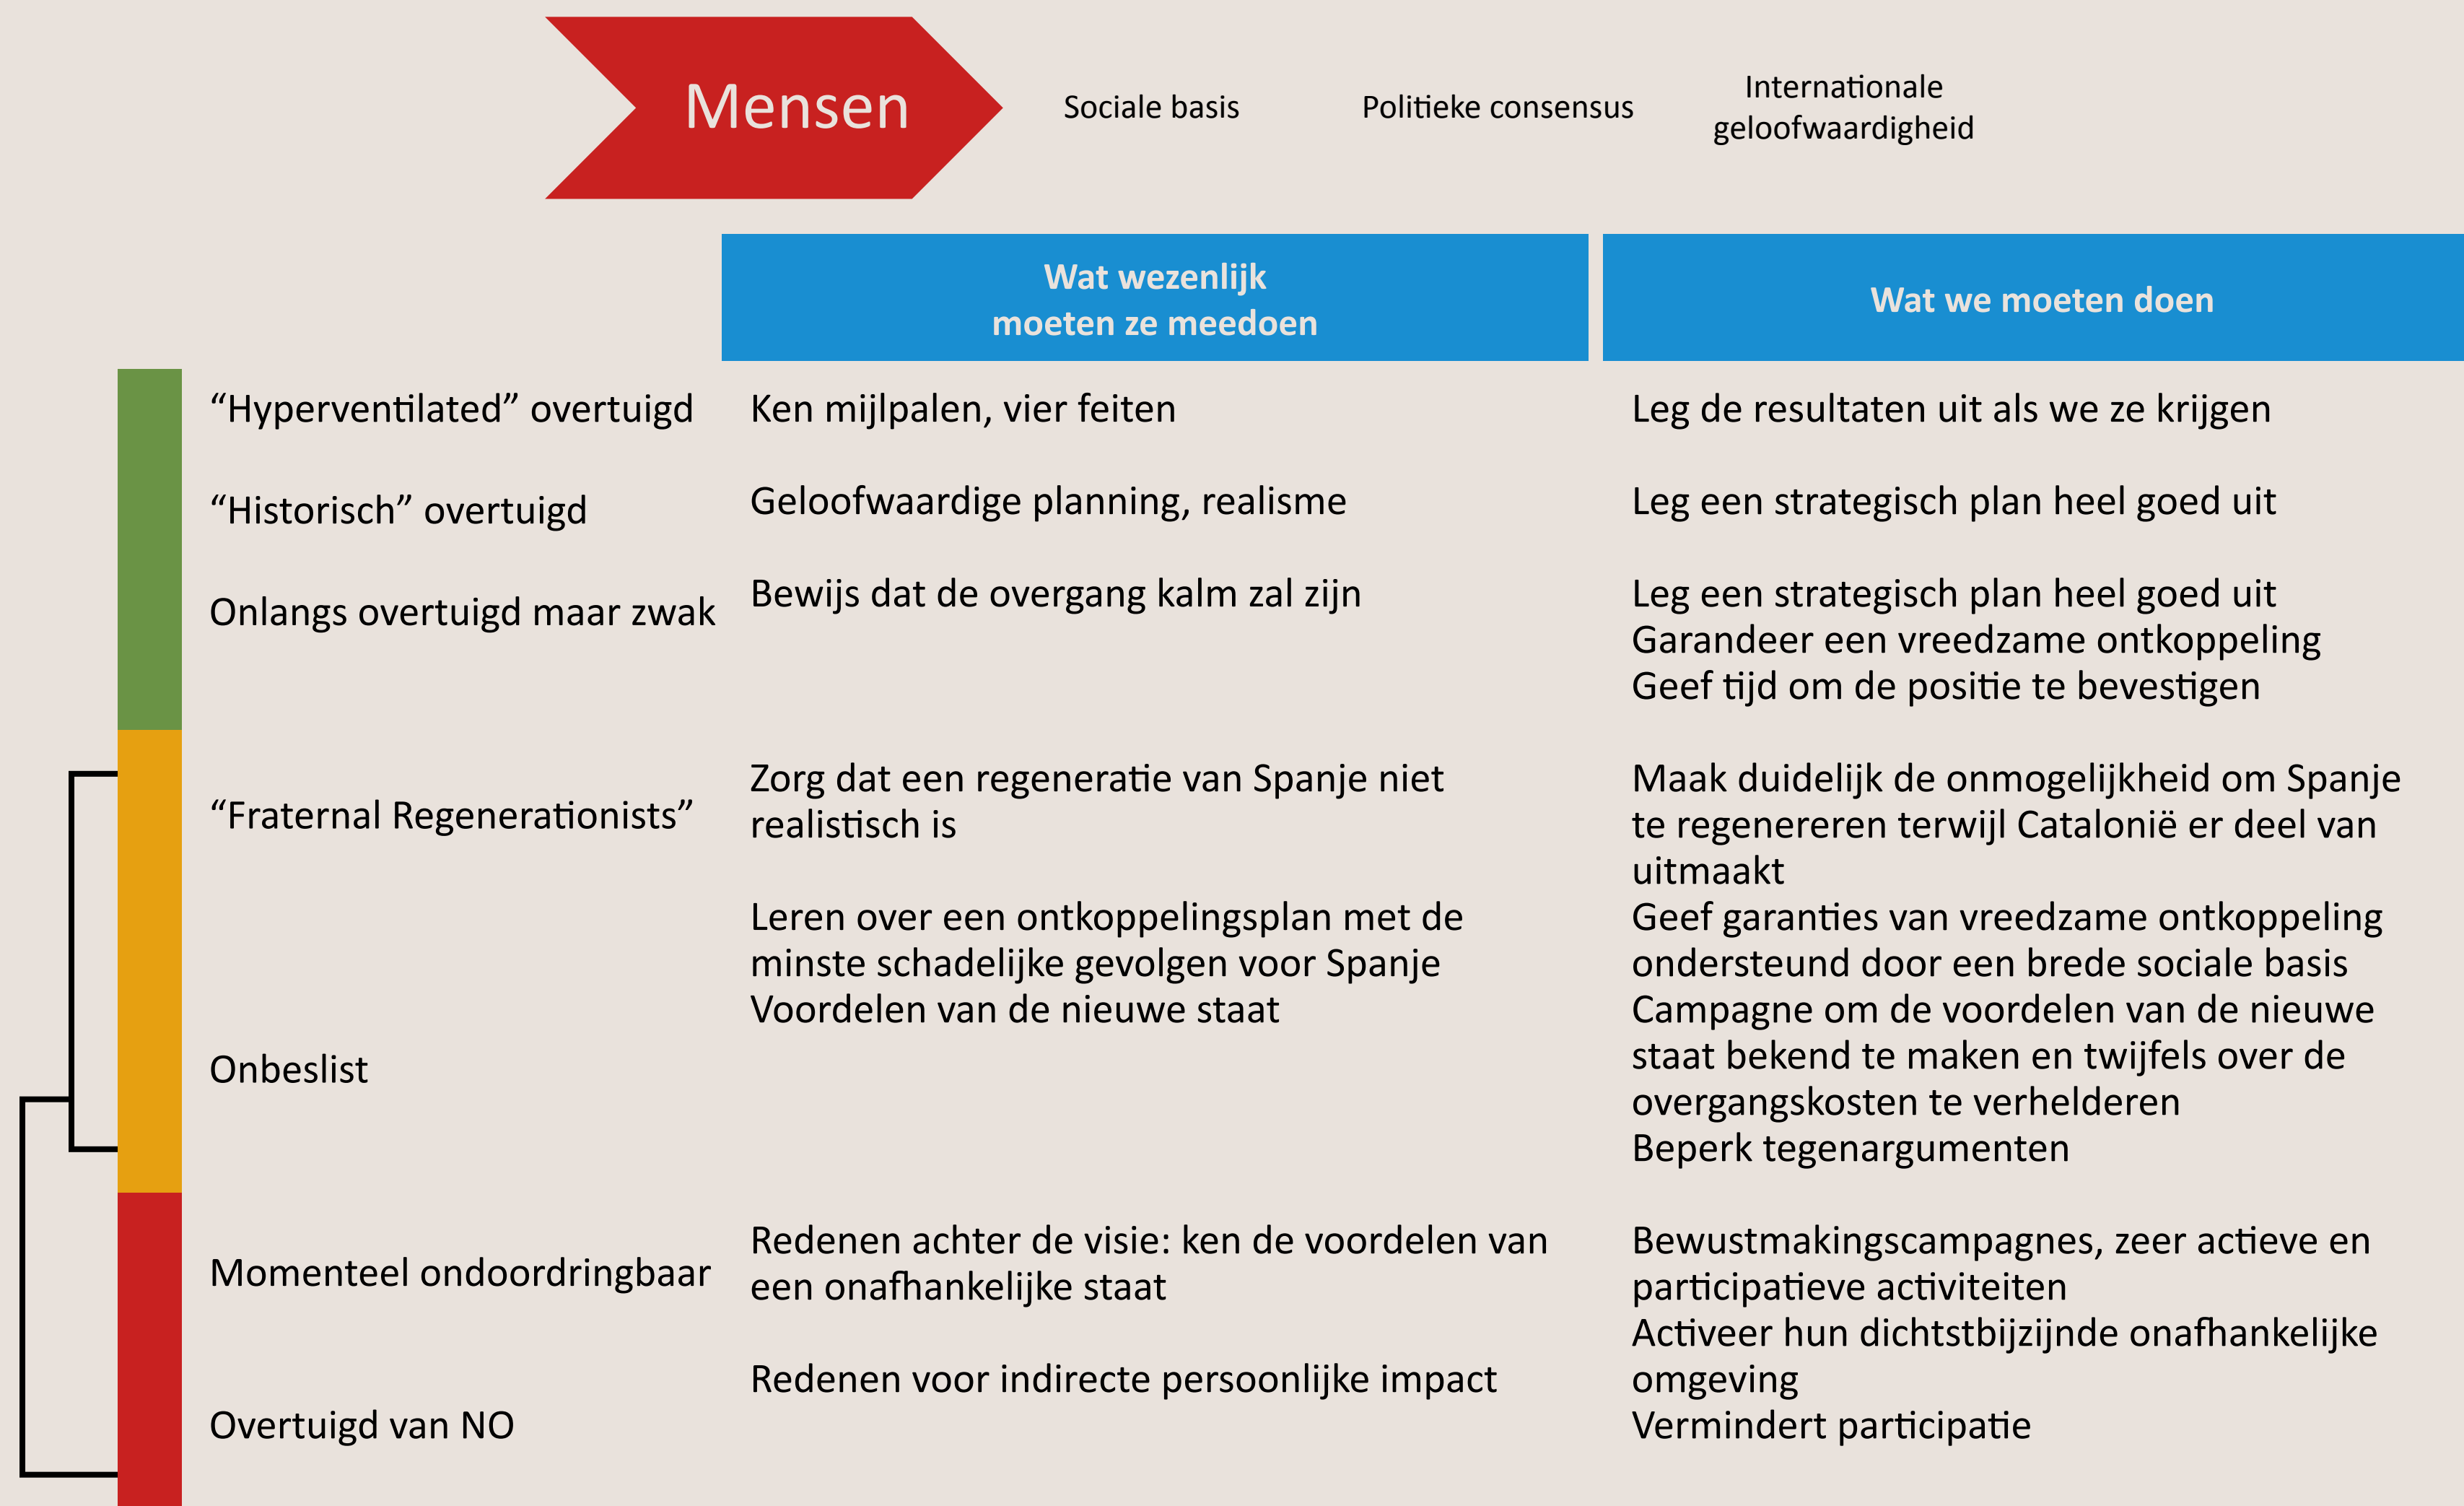 Mensen
Sociale basis
Politieke consensus
Internationale
geloofwaardigheid
Wat wezenlijk
moeten ze meedoen
Wat we moeten doen
“Hyperventilated” overtuigd
Ken mijlpalen, vier feiten
Leg de resultaten uit als we ze krijgen
“Historisch” overtuigd
Geloofwaardige planning, realisme
Leg een strategisch plan heel goed uit
Onlangs overtuigd maar zwak
Bewijs dat de overgang kalm zal zijn
Leg een strategisch plan heel goed uit
Garandeer een vreedzame ontkoppeling
Geef tijd om de positie te bevestigen
“Fraternal Regenerationists”
Zorg dat een regeneratie van Spanje niet
realistisch is
Maak duidelijk de onmogelijkheid om Spanje
te regenereren terwijl Catalonië er deel van
uitmaakt
Onbeslist
Leren over een ontkoppelingsplan met de
minste schadelijke gevolgen voor Spanje
Voordelen van de nieuwe staat
Geef garanties van vreedzame ontkoppeling
ondersteund door een brede sociale basis
Campagne om de voordelen van de nieuwe
staat bekend te maken en twijfels over de
overgangskosten te verhelderen
Beperk tegenargumenten
Momenteel ondoordringbaar
Redenen achter de visie: ken de voordelen van
een onafhankelijke staat
Bewustmakingscampagnes, zeer actieve en
participatieve activiteiten
Activeer hun dichtstbijzijnde onafhankelijke
omgeving
Overtuigd van NO
Redenen voor indirecte persoonlijke impact
Vermindert participatie